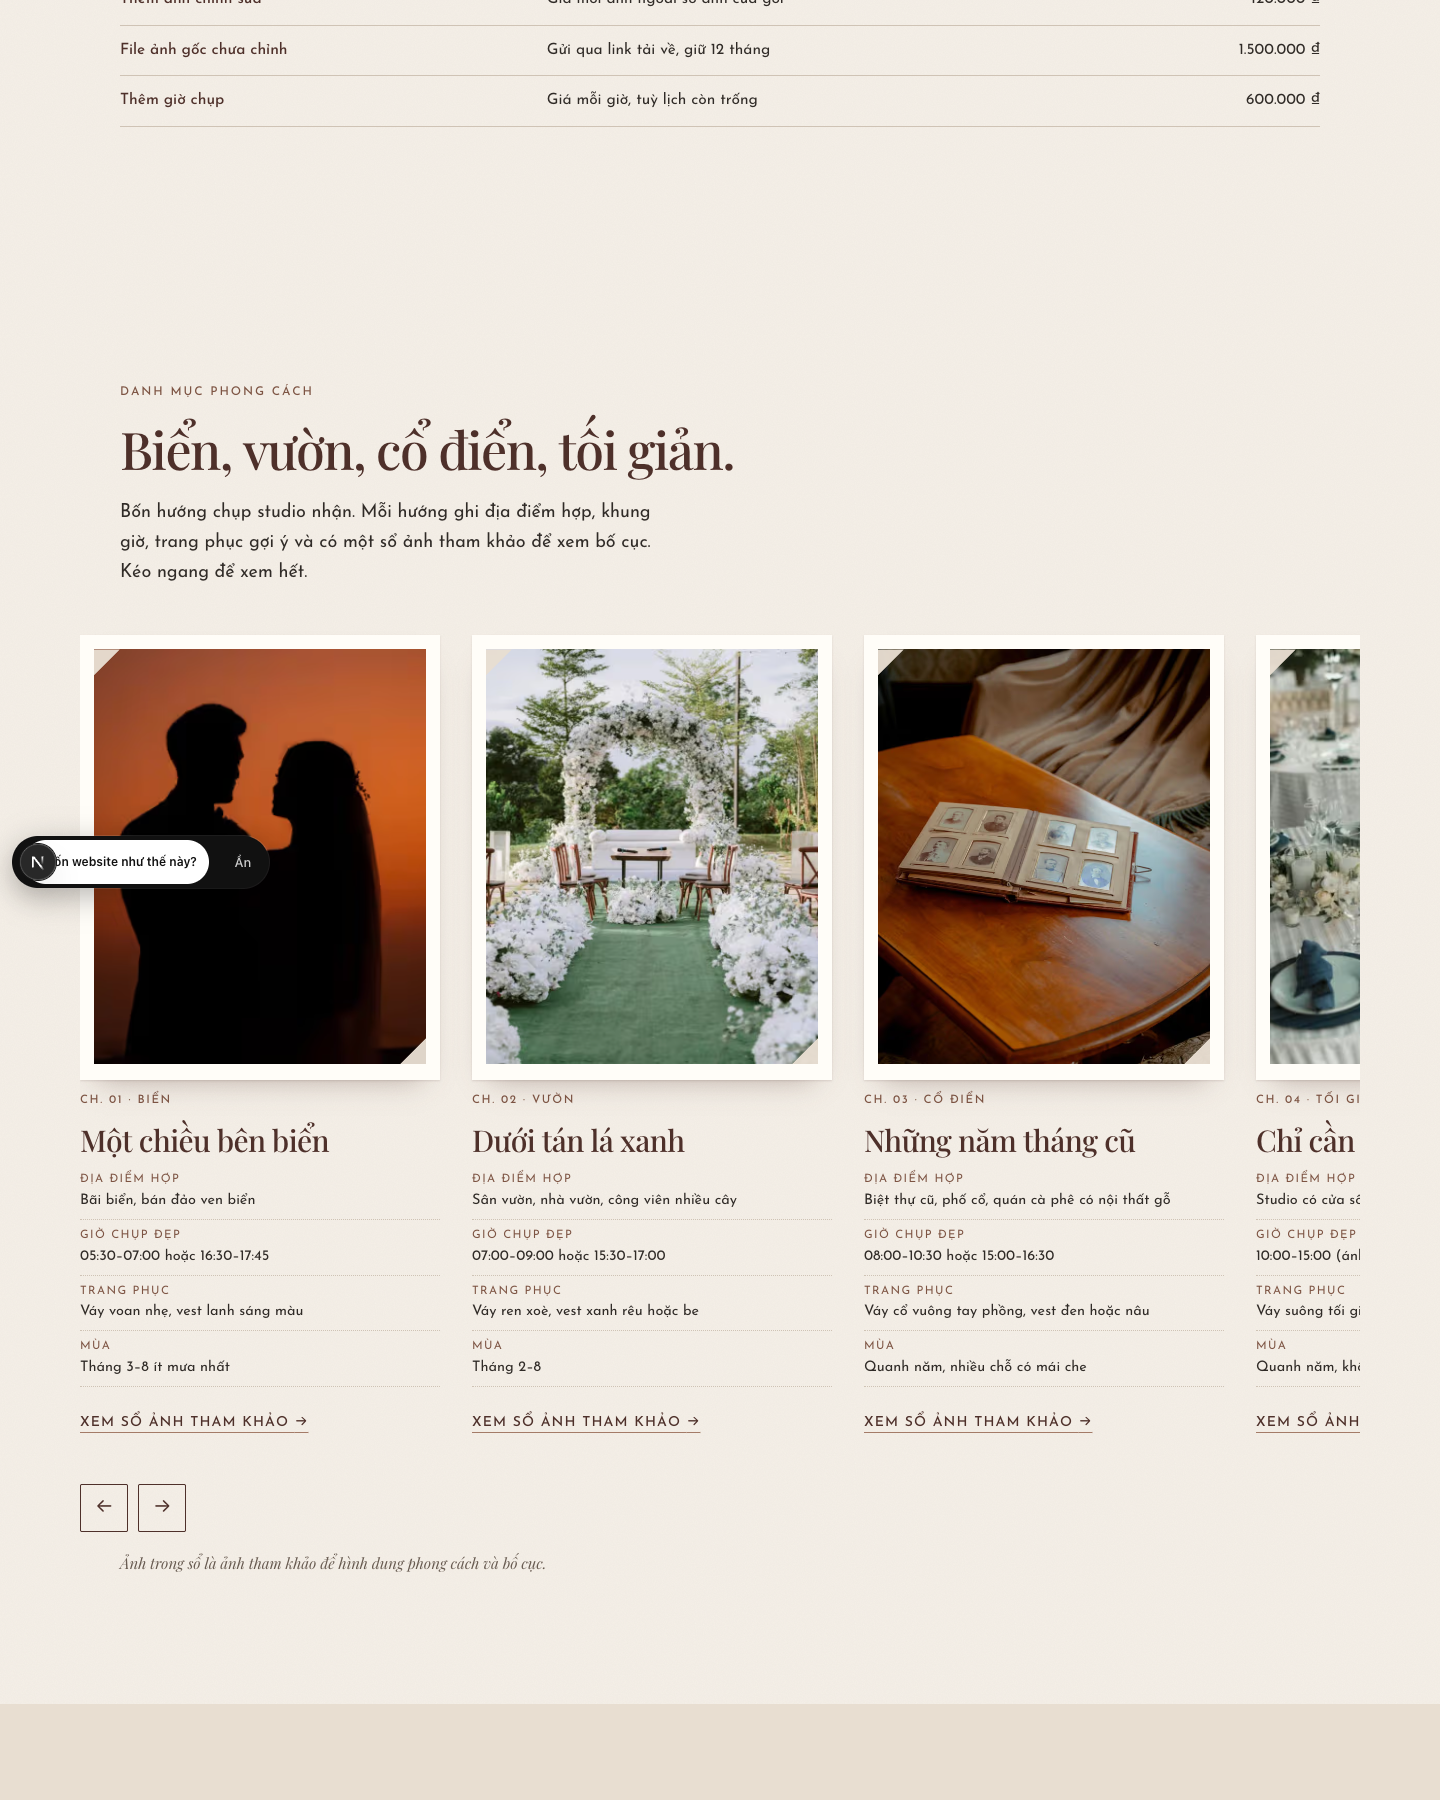 File ảnh gốc chưa chỉnh
Gửi qua link tải về, giữ 12 tháng
1.500.000 ₫
Thêm giờ chụp
Giá mỗi giờ, tuỳ lịch còn trống
600.000 ₫
DANH MỤC PHONG CÁCH
Biển, vườn, cổ điển, tối giản.
Bốn hướng chụp studio nhận. Mỗi hướng ghi địa điểm hợp, khung
giờ, trang phục gợi ý và có một sổ ảnh tham khảo để xem bố cục.
Kéo ngang để xem hết.
N
website như thế này?
Ẩn
CH. 01 · BIỂN
Một chiều bên biển
ĐỊA ĐIỂM HỢP
Bãi biển, bán đảo ven biển
GIỜ CHỤP ĐẸP
05:30–07:00 hoặc 16:30–17:45
TRANG PHỤC
Váy voan nhẹ, vest lanh sáng màu
MÙA
Tháng 3–8 ít mưa nhất
XEM SỔ ẢNH THAM KHẢO →
CH. 02 · VƯỜN
Dưới tán lá xanh
ĐỊA ĐIỂM HỢP
Sân vườn, nhà vườn, công viên nhiều cây
GIỜ CHỤP ĐẸP
07:00–09:00 hoặc 15:30–17:00
TRANG PHỤC
Váy ren xoè, vest xanh rêu hoặc be
MÙA
Tháng 2–8
XEM SỔ ẢNH THAM KHẢO →
CH. 03 · CỔ ĐIỂN
Những năm tháng cũ
ĐỊA ĐIỂM HỢP
Biệt thự cũ, phố cổ, quán cà phê có nội thất gỗ
GIỜ CHỤP ĐẸP
08:00–10:30 hoặc 15:00–16:30
TRANG PHỤC
Váy cổ vuông tay phồng, vest đen hoặc nâu
MÙA
Quanh năm, nhiều chỗ có mái che
XEM SỔ ẢNH THAM KHẢO →
CH. 04 · TỐI GI
Chỉ cần
ĐỊA ĐIỂM HỢP
Studio có cửa
GIỜ CHỤP ĐẸP
10:00–15:00
TRANG PHỤC
Váy suông tối
MÙA
Quanh năm,
XEM SỔ ẢNH
← →
Ảnh trong sổ là ảnh tham khảo để hình dung phong cách và bố cục.